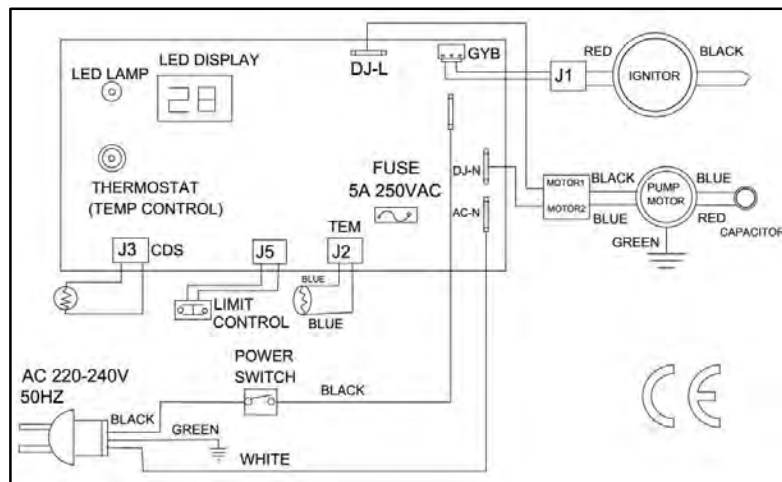 LED DISPLAY
LED LAMP
28
DJ-L
GYB
J1
RED
IGNITOR
BLACK
THERMOSTAT
(TEMP CONTROL)
FUSE
5A 250VAC
DJ-N
AC-N
MOTOR1
MOTOR2
BLACK
BLUE
PUMP
MOTOR
BLUE
RED
CAPACITOR
GREEN
J3
CDS
J5
TEM
J2
LIMIT
CONTROL
BLUE
BLUE
POWER
SWITCH
AC 220-240V
50HZ
BLACK
BLACK
GREEN
WHITE
CE